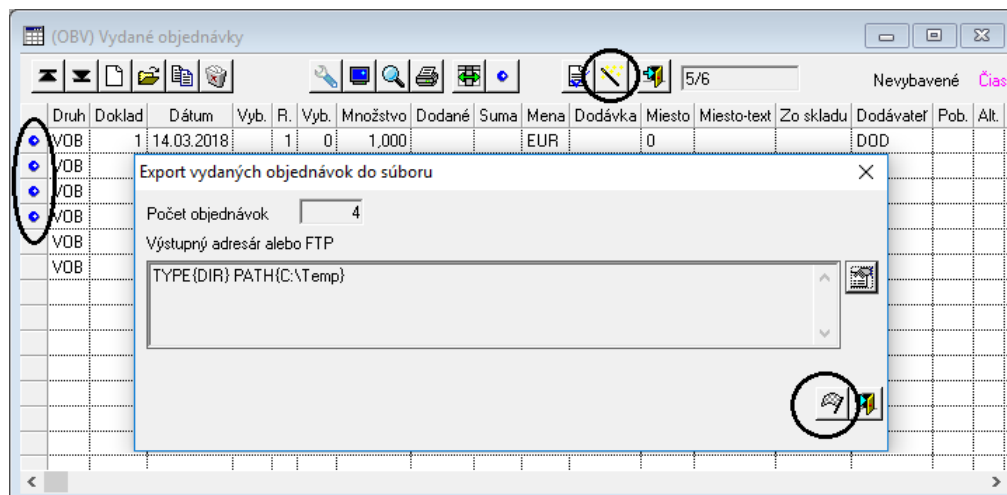 (OBV) Vydané objednávky
5/6 Nevybavené Čias
Druh Doklad Dátum Vyb. R. Vyb. Množstvo Dodané Suma Mena Dodávka Miesto Miesto-text Zo skladu Dodávateľ Pob. Alt.
VOB 1 14.03.2018 1 0 1,000 EUR 0 DOD
VOB
VOB
VOB
VOB
VOB
Export vydaných objednávok do súboru
Počet objednávok 4
Výstupný adresár alebo FTP
TYPE{DIR} PATH{C:\Temp}